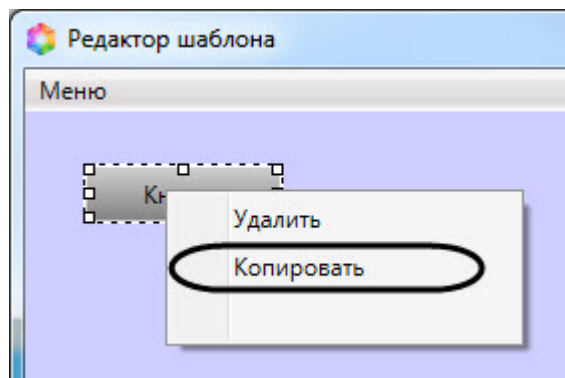 Редактор шаблона
Меню
Удалить
Копировать